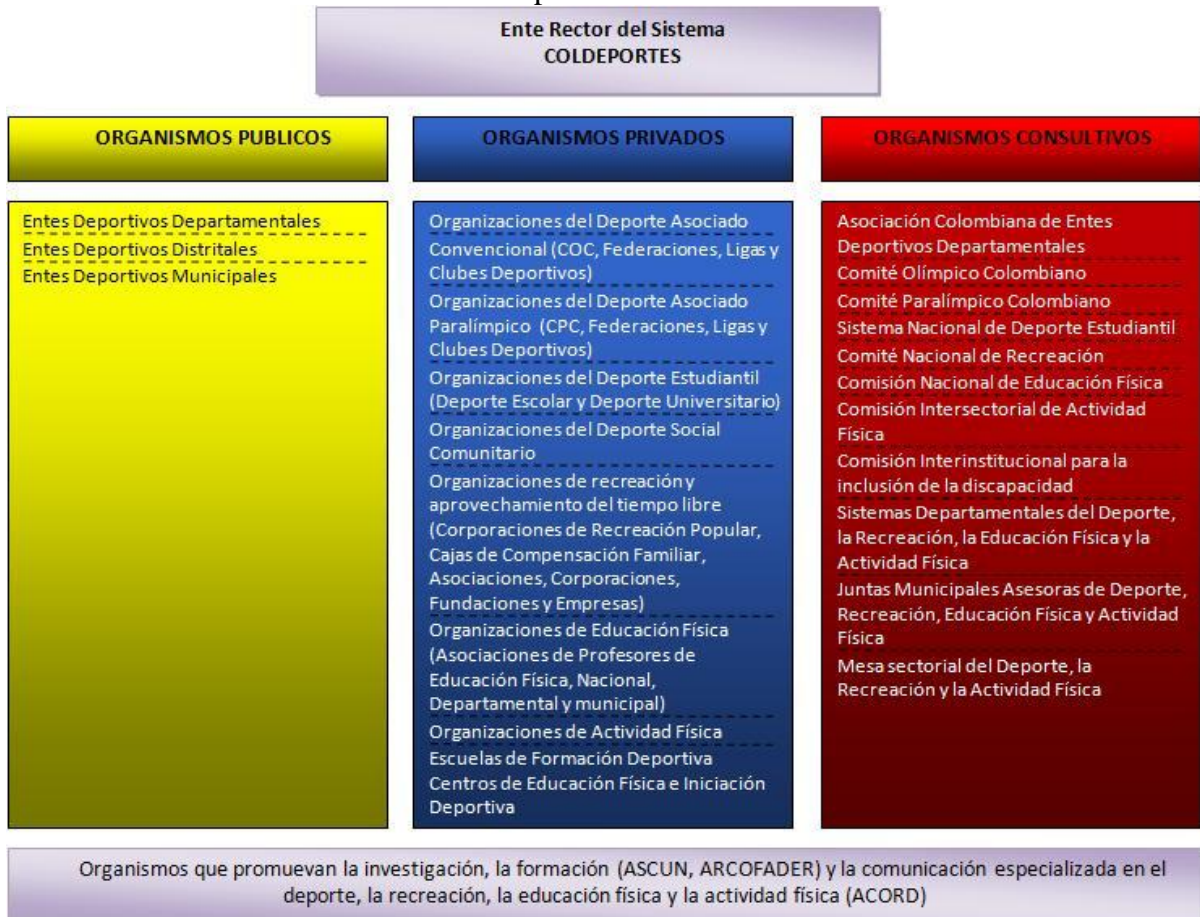 Ente Rector del Sistema
COLDEPORTES
ORGANISMOS PUBLICOS
Entes Deportivos Departamentales
Entes Deportivos Distritales
Entes Deportivos Municipales
ORGANISMOS PRIVADOS
Organizaciones del Deporte Asociado
Convencional (COC, Federaciones, Ligas y
Clubes Deportivos)
Organizaciones del Deporte Asociado
Paralímpico (CPC, Federaciones, Ligas y
Clubes Deportivos)
Organizaciones del Deporte Estudiantil
(Deporte Escolar y Deporte Universitario)
Organizaciones del Deporte Social
Comunitario
Organizaciones de recreación y
aprovechamiento del tiempo libre
(Corporaciones de Recreación Popular,
Cajas de Compensación Familiar,
Asociaciones, Corporaciones,
Fundaciones y Empresas)
Organizaciones de Educación Física
(Asociaciones de Profesores de
Educación Física, Nacional,
Departamental y municipal)
Organizaciones de Actividad Física
Escuelas de Formación Deportiva
Centros de Educación Física e Iniciación
Deportiva
ORGANISMOS CONSULTIVOS
Asociación Colombiana de Entes
Deportivos Departamentales
Comité Olímpico Colombiano
Comité Paralímpico Colombiano
Sistema Nacional de Deporte Estudiantil
Comité Nacional de Recreación
Comisión Nacional de Educación Física
Comisión Intersectorial de Actividad
Física
Comisión Interinstitucional para la
inclusión de la discapacidad
Sistemas Departamentales del Deporte,
la Recreación, la Educación Física y la
Actividad Física
Juntas Municipales Asesoras de Deporte,
Recreación, Educación Física y Actividad
Física
Mesa sectorial del Deporte, la
Recreación y la Actividad Física
Organismos que promuevan la investigación, la formación (ASCUN, ARCOFADER) y la comunicación especializada en el
deporte, la recreación, la educación física y la actividad física (ACORD)